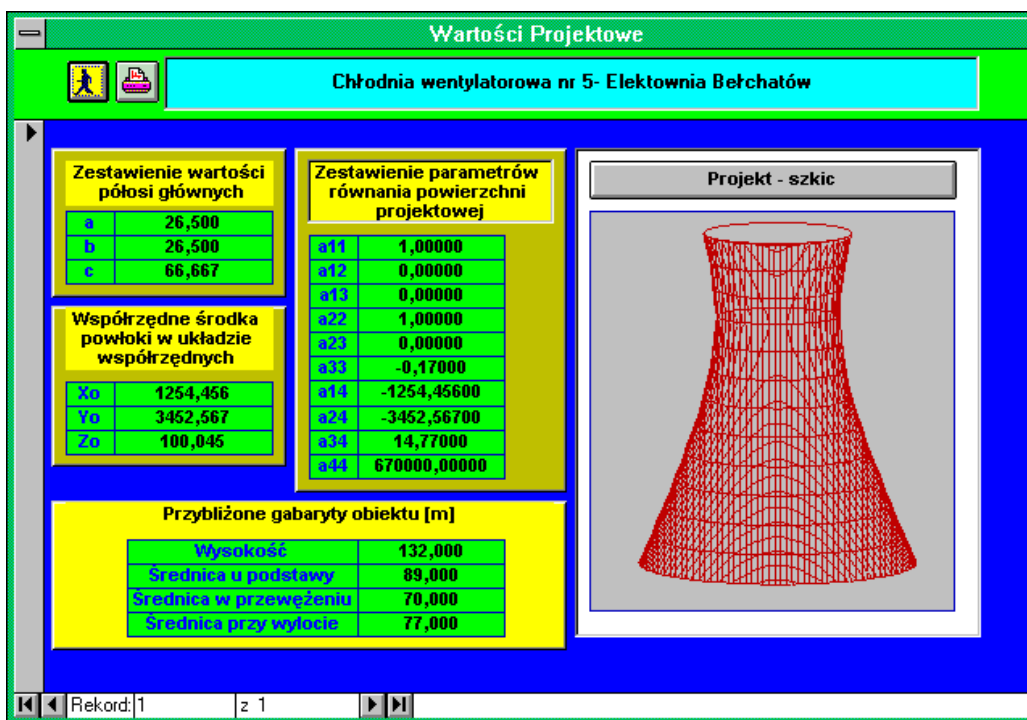 Wartości Projektowe
Chłodnia wentylatorowa nr 5- Elektownia Bełchatów
Zestawienie wartości
półosi głównych
a 26,500
b 26,500
c 66,667
Współrzędne środka
powłoki w układzie
współrzędnych
Xo 1254,456
Yo 3452,567
Zo 100,045
Zestawienie parametrów
równania powierzchni
projektowej
a11 1,00000
a12 0,00000
a13 0,00000
a22 1,00000
a23 0,00000
a33 -0,17000
a14 -1254,45600
a24 -3452,56700
a34 14,77000
a44 670000,00000
Projekt - szkic
Przybliżone gabaryty obiektu [m]
Wysokość 132,000
Średnica u podstawy 89,000
Średnica w przewężeniu 70,000
Średnica przy wylocie 77,000
Rekord: 1 z 1